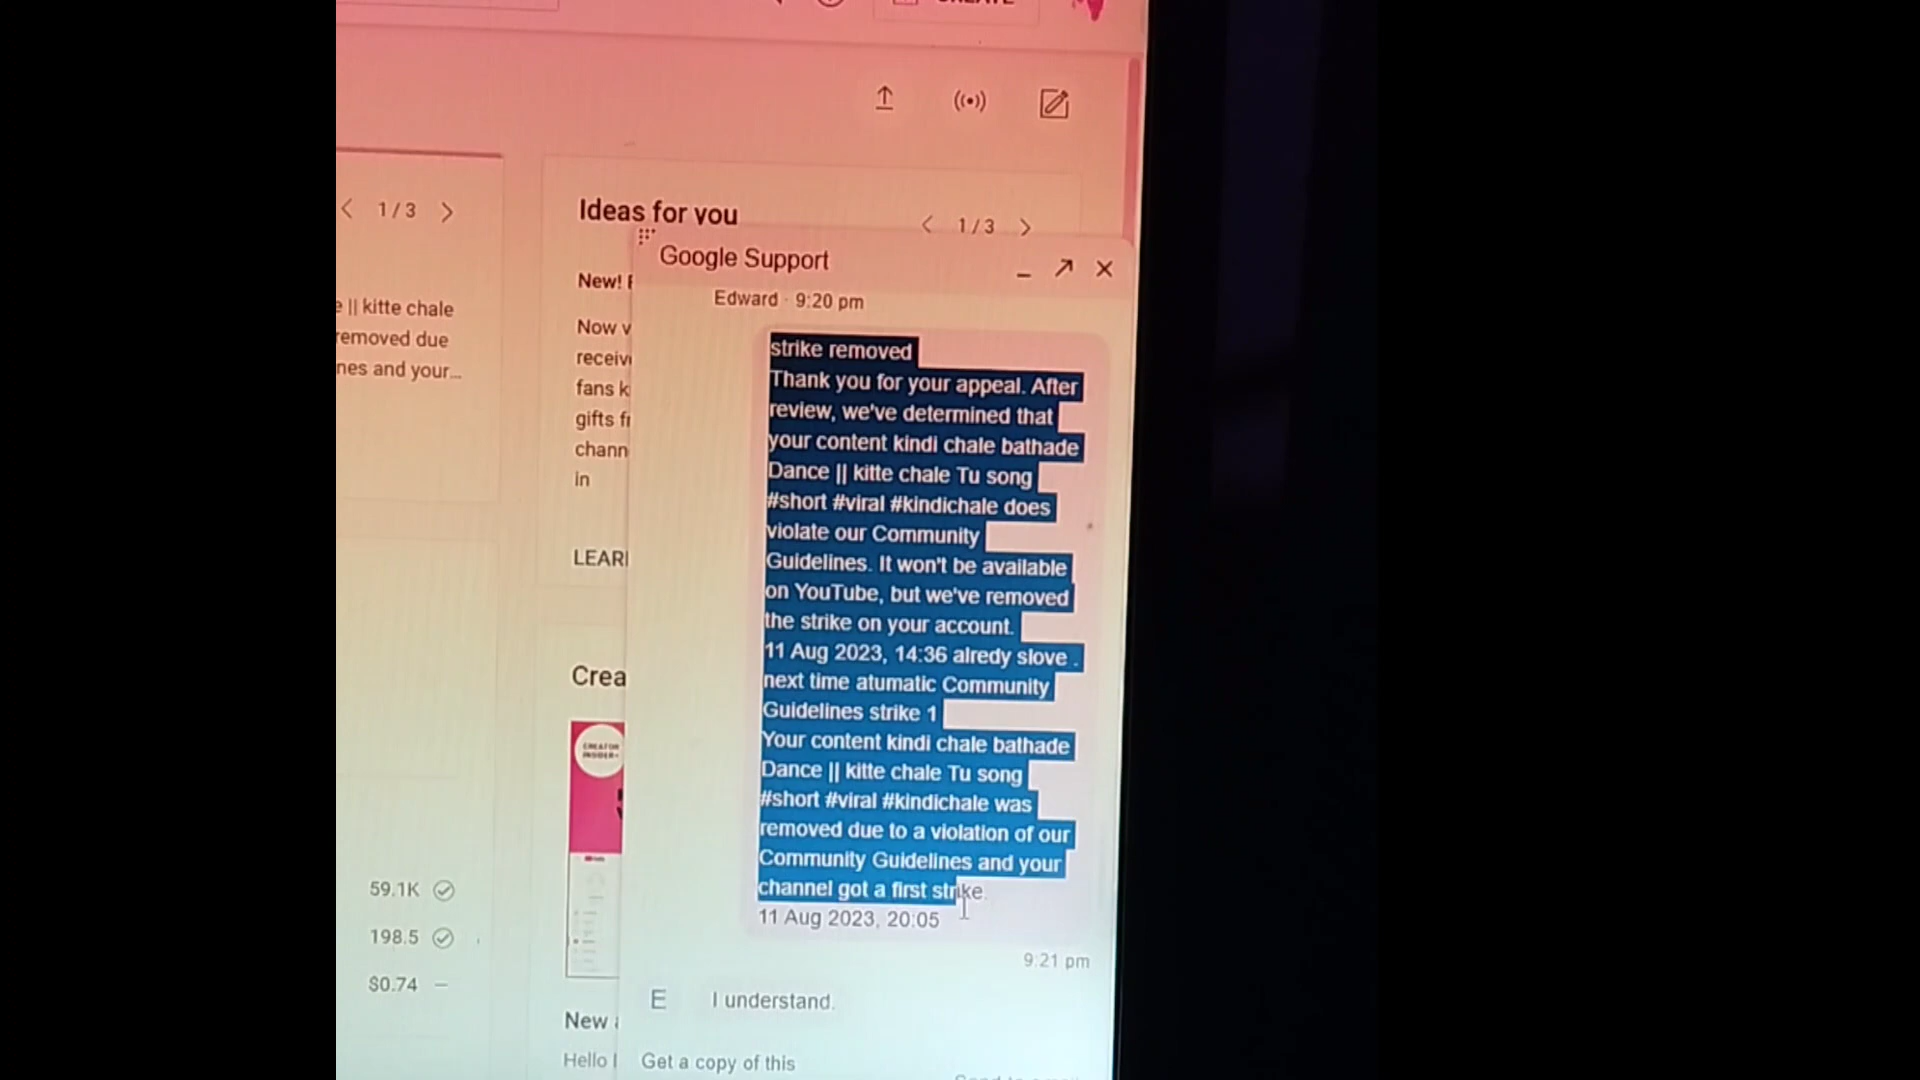 CREATE
1 / 3
e || kitte chale
removed due
nes and your...
59.1K
198.5
$0.74
Ideas for you
1 / 3
New!
Now
fans
gifts
in
Crea
CREATOR
INSIDER
New
Hello
Google Support
Edward · 9:20 pm
strike removed
Thank you for your appeal. After
review, we've determined that
your content kindi chale bathade
Dance || kitte chale Tu song
#short #viral #kindichale does
violate our Community
Guidelines. It won't be available
on YouTube, but we've removed
the strike on your account.
11 Aug 2023, 14:36 alredy slove .
next time atumatic Community
Guidelines strike 1
Your content kindi chale bathade
Dance || kitte chale Tu song
#short #viral #kindichale was
removed due to a violation of our
Community Guidelines and your
channel got a first strike.
11 Aug 2023, 20:05
9:21 pm
E
I understand.
Get a copy of this